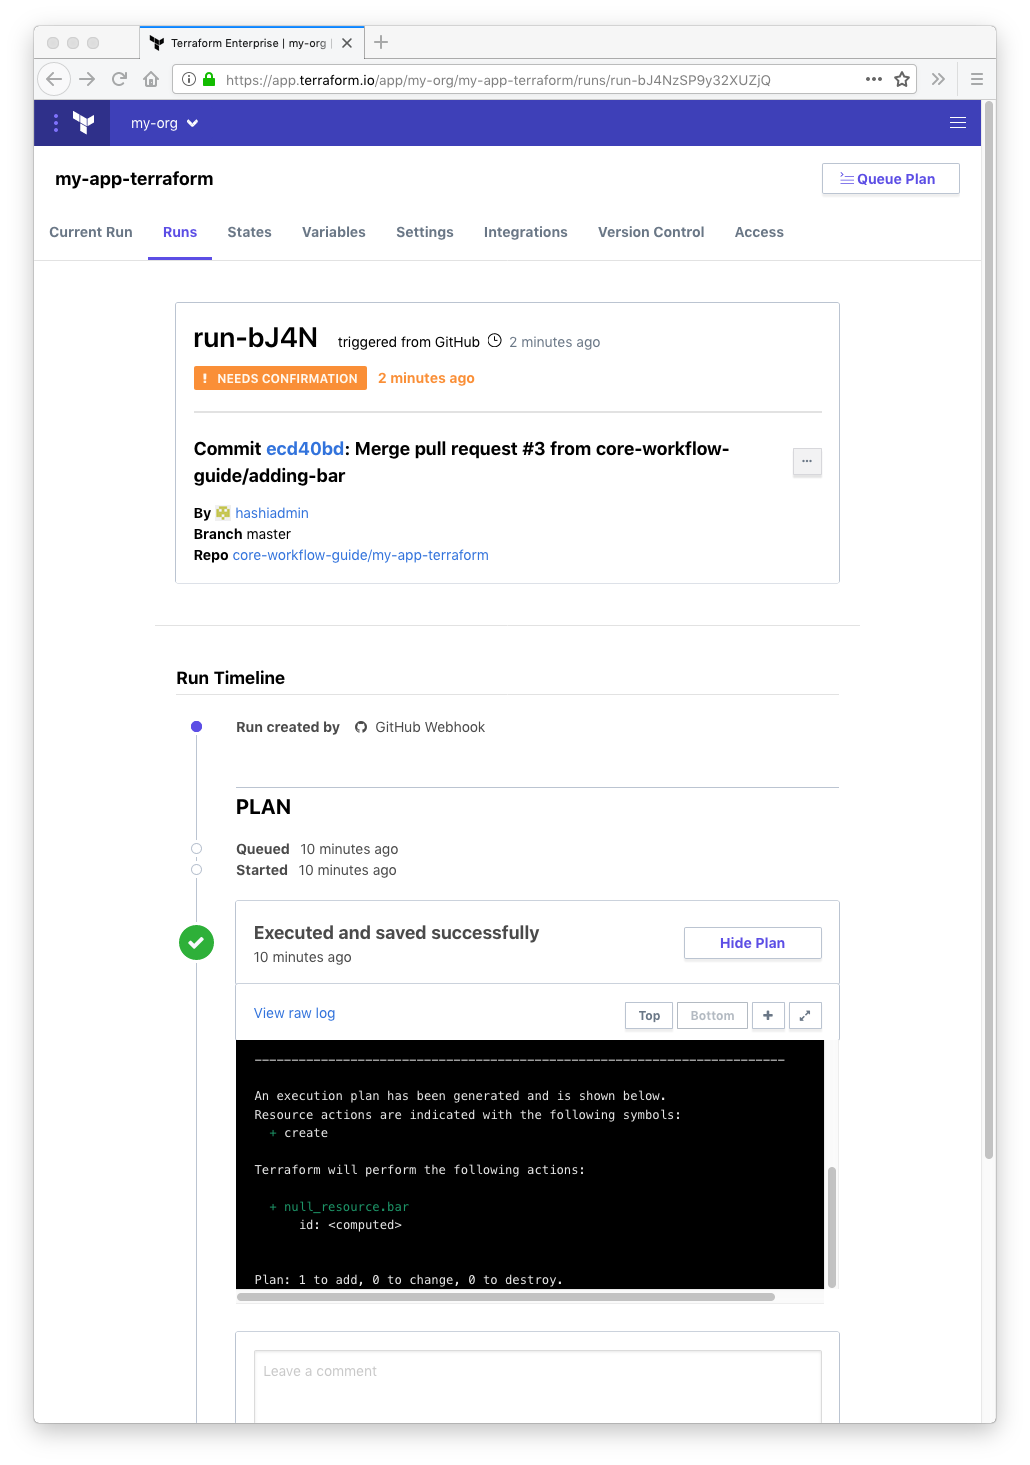 Terraform Enterprise | my-org |
https://app.terraform.io/app/my-org/my-app-terraform/runs/run-bJ4NzSP9y32XUZjQ
my-org
my-app-terraform
Queue Plan
Current Run Runs States Variables Settings Integrations Version Control Access
run-bJ4N triggered from GitHub 2 minutes ago
! NEEDS CONFIRMATION 2 minutes ago
Commit ecd40bd: Merge pull request #3 from core-workflow-
guide/adding-bar
...
By hashiadmin
Branch master
Repo core-workflow-guide/my-app-terraform
Run Timeline
Run created by GitHub Webhook
PLAN
Queued 10 minutes ago
Started 10 minutes ago
Executed and saved successfully
10 minutes ago
Hide Plan
View raw log
Top Bottom +
------------------------------------------------------------------------
An execution plan has been generated and is shown below.
Resource actions are indicated with the following symbols:
+ create
Terraform will perform the following actions:
+ null_resource.bar
id: <computed>
Plan: 1 to add, 0 to change, 0 to destroy.
Leave a comment